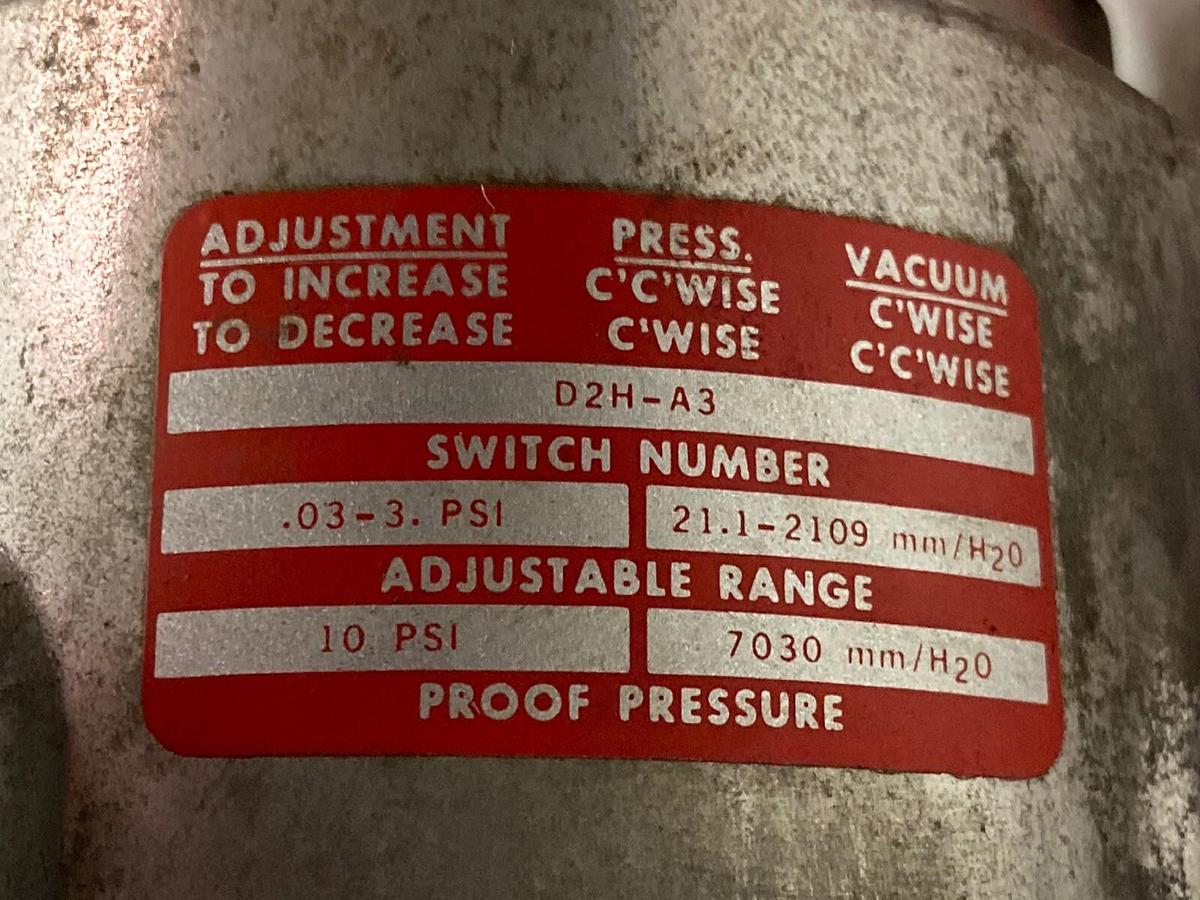 ADJUSTMENT PRESS. VACUUM
TO INCREASE C'C'WISE C'WISE
TO DECREASE C'WISE C'C'WISE
D2H-A3
SWITCH NUMBER
.03-3. PSI 21.1-2109 mm/H2O
ADJUSTABLE RANGE
10 PSI 7030 mm/H2O
PROOF PRESSURE